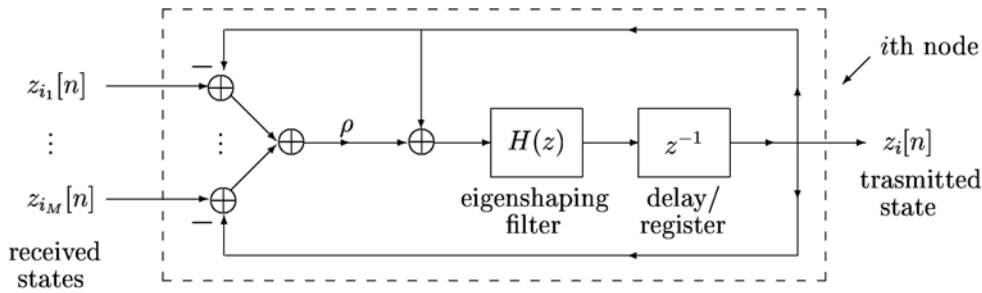 ith node
−
z_{i_1}[n]
⋮
⋮
ρ
H(z)
z^{-1}
z_i[n]
z_{i_M}[n]
−
eigenshaping
filter
delay/
register
trasmitted
state
received
states